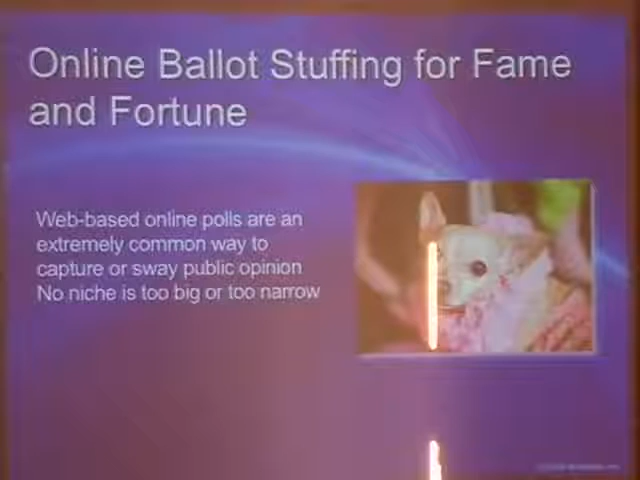 Online Ballot Stuffing for Fame
and Fortune
Web-based online polls are an
extremely common way to
capture or sway public opinion
No niche is too big or too narrow